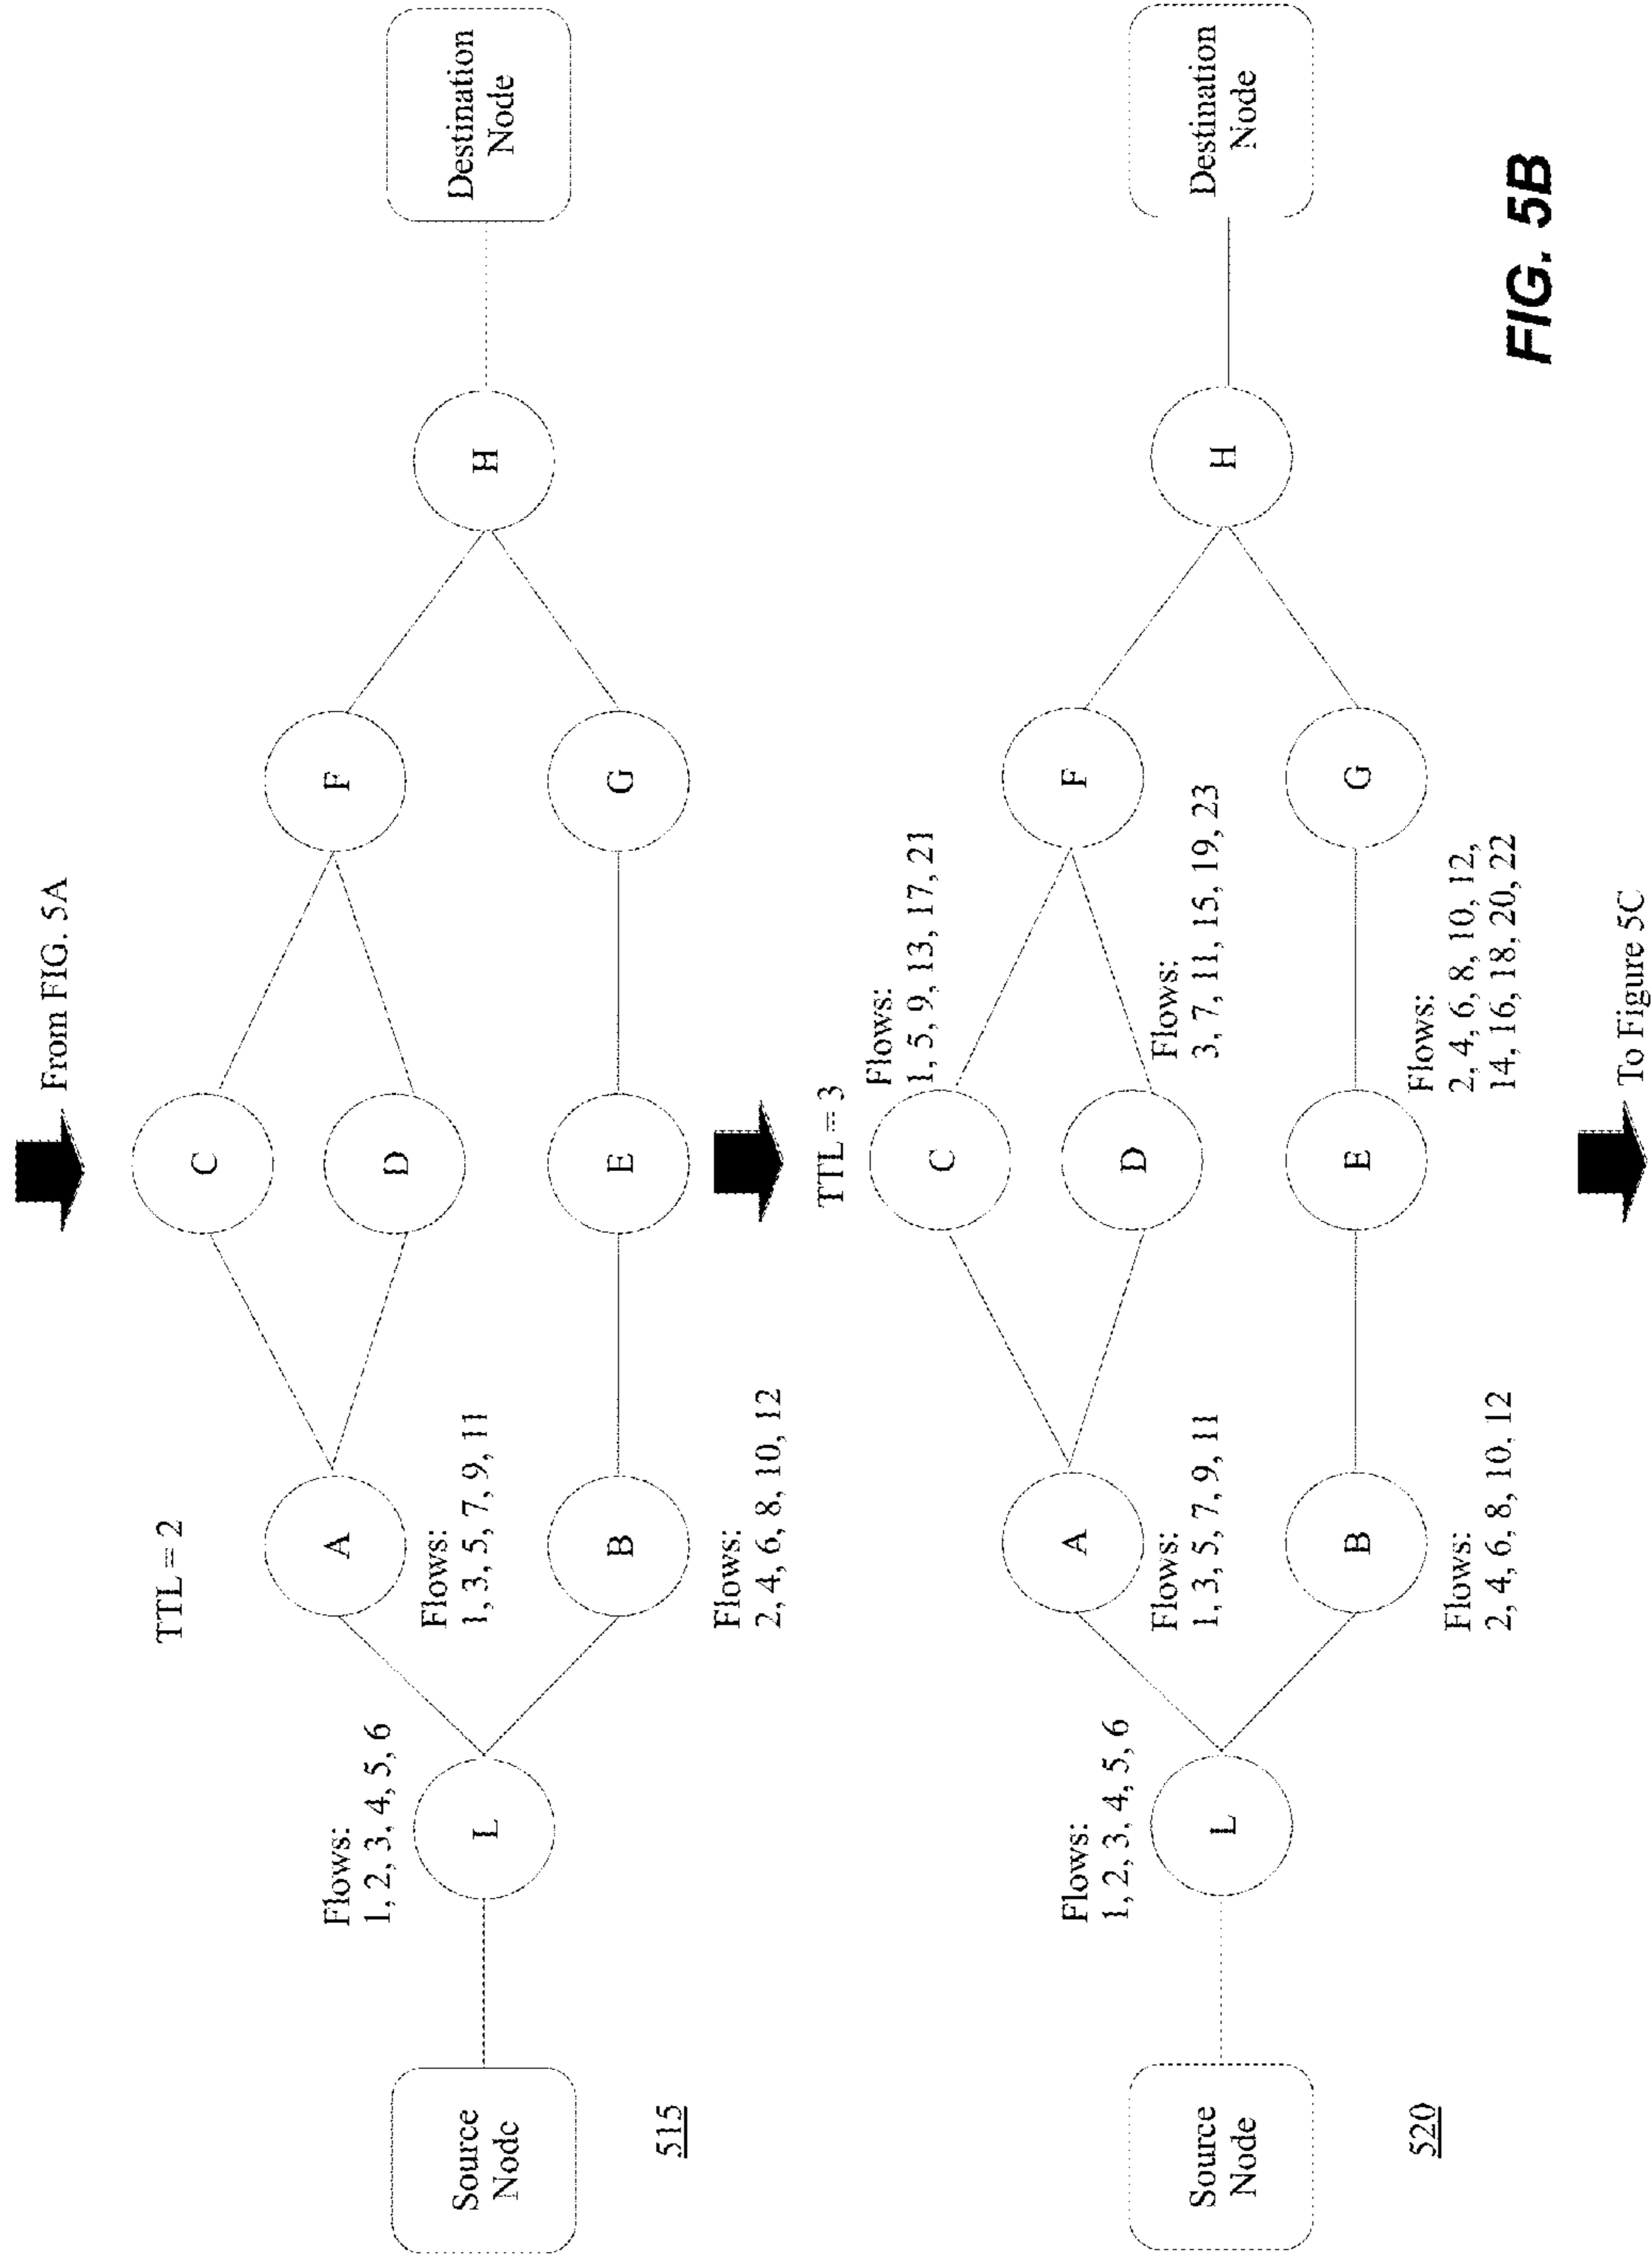 From FIG. 5A
TTL = 2
Source
Node
515
Flows:
1, 2, 3, 4, 5, 6
L
A
Flows:
1, 3, 5, 7, 9, 11
B
Flows:
2, 4, 6, 8, 10, 12
C
D
E
F
G
H
Destination
Node
TTL = 3
Source
Node
520
Flows:
1, 2, 3, 4, 5, 6
L
A
Flows:
1, 3, 5, 7, 9, 11
B
Flows:
2, 4, 6, 8, 10, 12
C
Flows:
1, 5, 9, 13, 17, 21
D
Flows:
3, 7, 11, 15, 19, 23
E
Flows:
2, 4, 6, 8, 10, 12,
14, 16, 18, 20, 22
F
G
H
Destination
Node
To Figure 5C
FIG. 5B